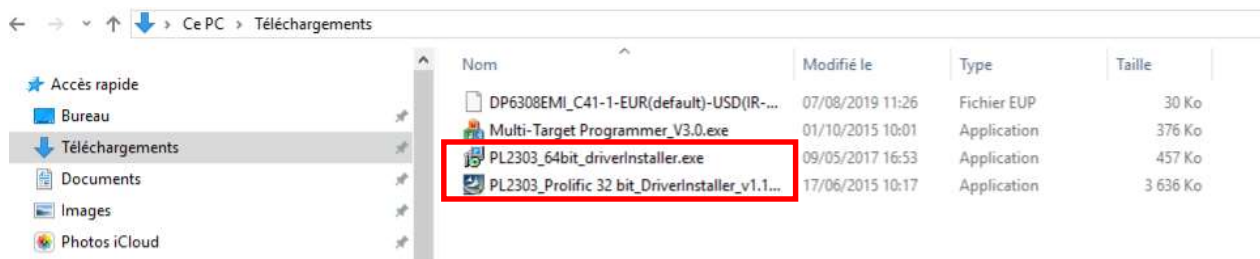 Ce PC > Téléchargements
Nom Modifié le Type Taille
Accès rapide
Bureau
Téléchargements
Documents
Images
Photos iCloud
DP6308EMI_C41-1-EUR(default)-USD(IR-... 07/08/2019 11:26 Fichier EUP 30 Ko
Multi-Target Programmer_V3.0.exe 01/10/2015 10:01 Application 376 Ko
PL2303_64bit_driverInstaller.exe 09/05/2017 16:53 Application 457 Ko
PL2303_Prolific 32 bit_DriverInstaller_v1.1... 17/06/2015 10:17 Application 3 636 Ko